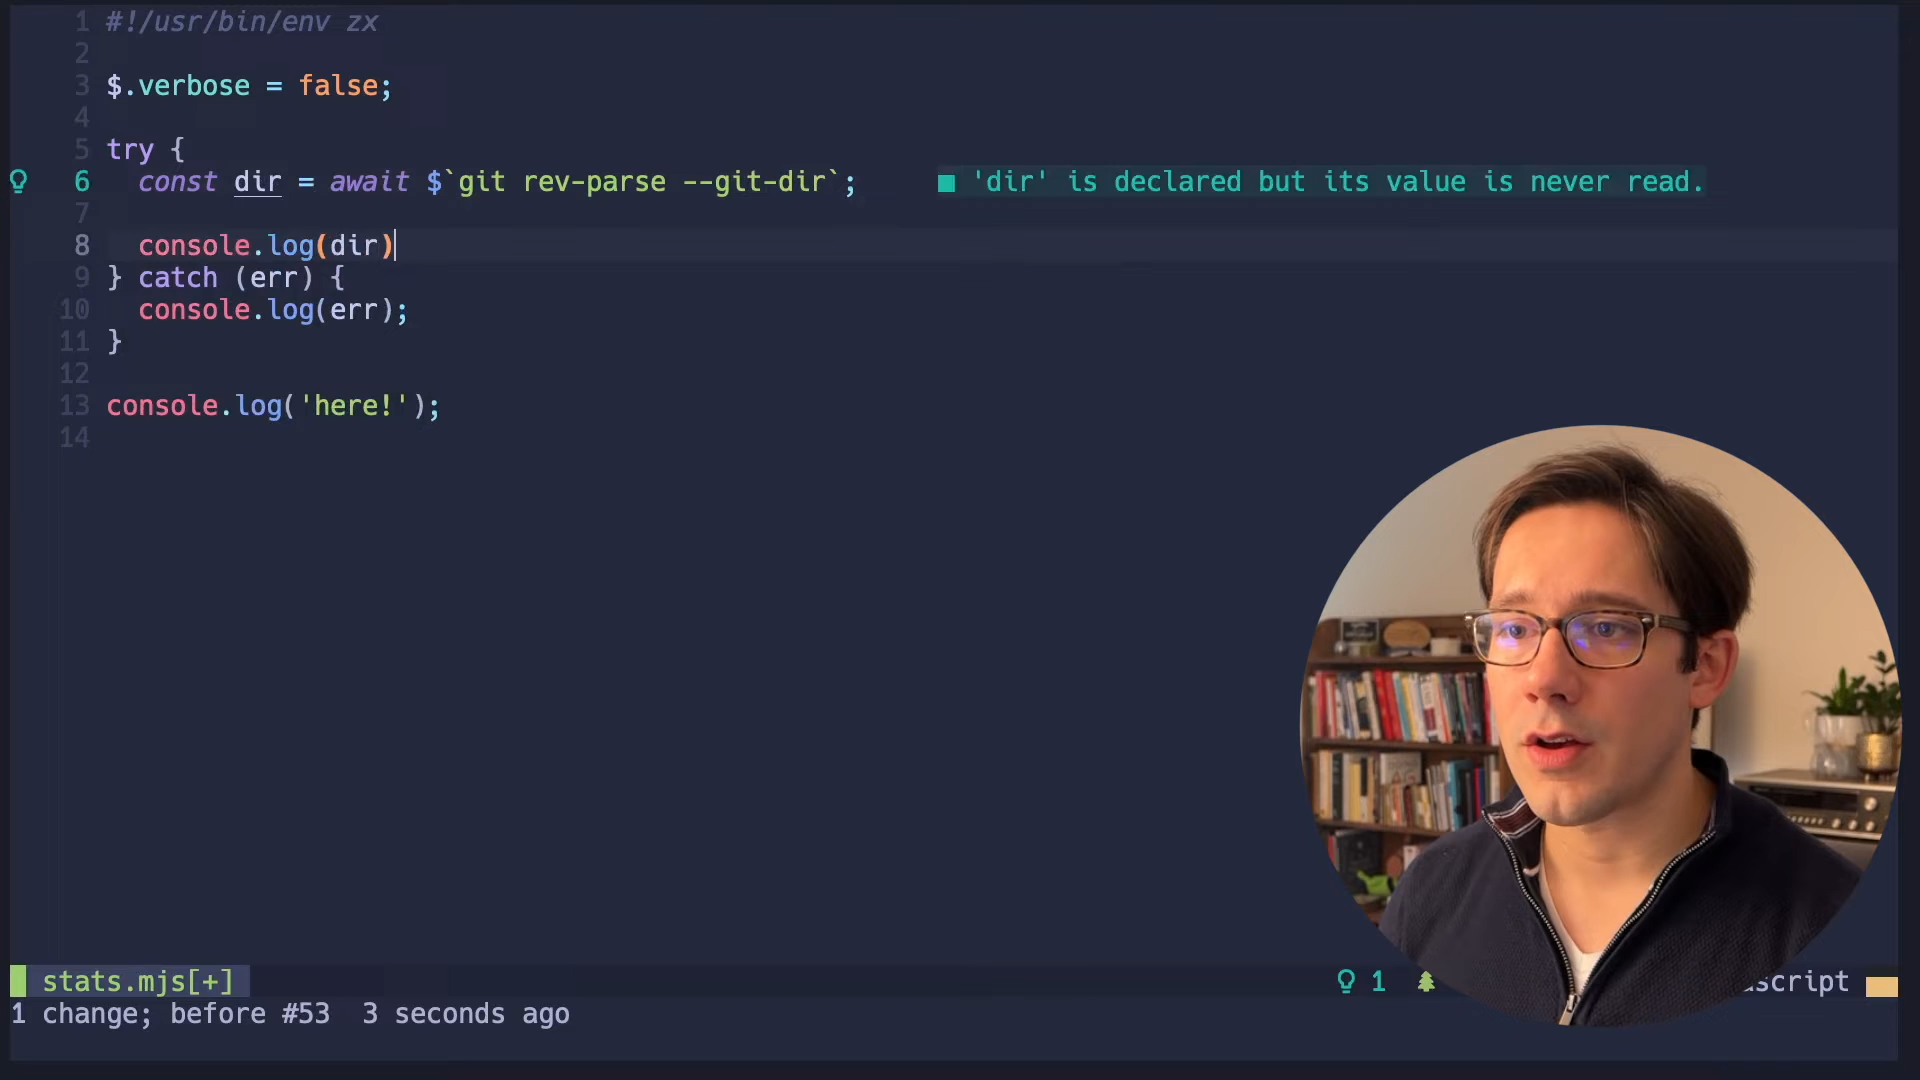 1 #!/usr/bin/env zx
2
3 $.verbose = false;
4
5 try {
6 const dir = await $`git rev-parse --git-dir`; ■ 'dir' is declared but its value is never read.
7
8 console.log(dir)
9 } catch (err) {
10 console.log(err);
11 }
12
13 console.log('here!');
14
stats.mjs[+] 1 script
1 change; before #53 3 seconds ago